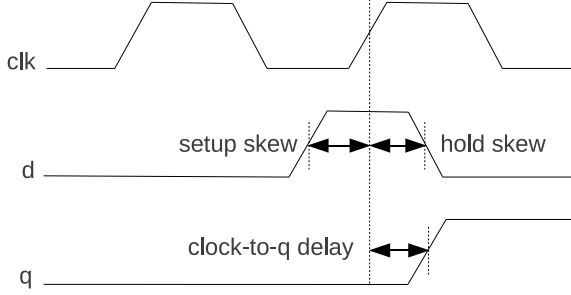 clk
setup skew
hold skew
d
clock-to-q delay
q